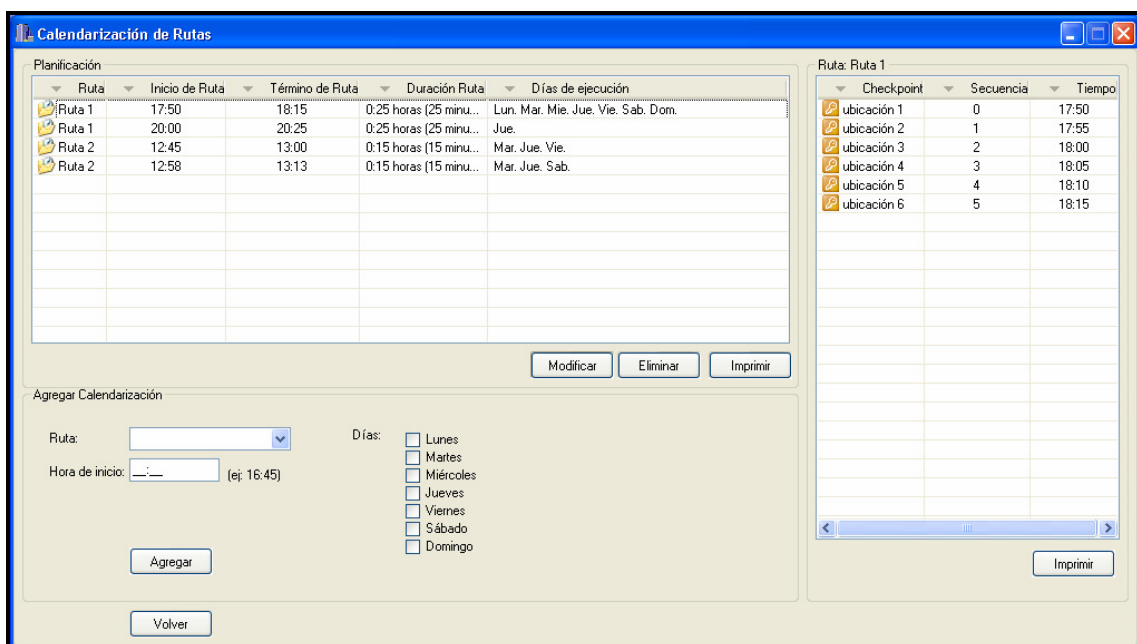 Calendarización de Rutas
Planificación
Ruta Inicio de Ruta Término de Ruta Duración Ruta Días de ejecución
Ruta 1 17:50 18:15 0:25 horas (25 minu... Lun. Mar. Mie. Jue. Vie. Sab. Dom.
Ruta 1 20:00 20:25 0:25 horas (25 minu... Jue.
Ruta 2 12:45 13:00 0:15 horas (15 minu... Mar. Jue. Vie.
Ruta 2 12:58 13:13 0:15 horas (15 minu... Mar. Jue. Sab.
Modificar Eliminar Imprimir
Ruta: Ruta 1
Checkpoint Secuencia Tiempo
ubicación 1 0 17:50
ubicación 2 1 17:55
ubicación 3 2 18:00
ubicación 4 3 18:05
ubicación 5 4 18:10
ubicación 6 5 18:15
Imprimir
Agregar Calendarización
Ruta:
Hora de inicio: __:__ (ej: 16:45)
Días:
Lunes
Martes
Miércoles
Jueves
Viernes
Sábado
Domingo
Agregar
Volver